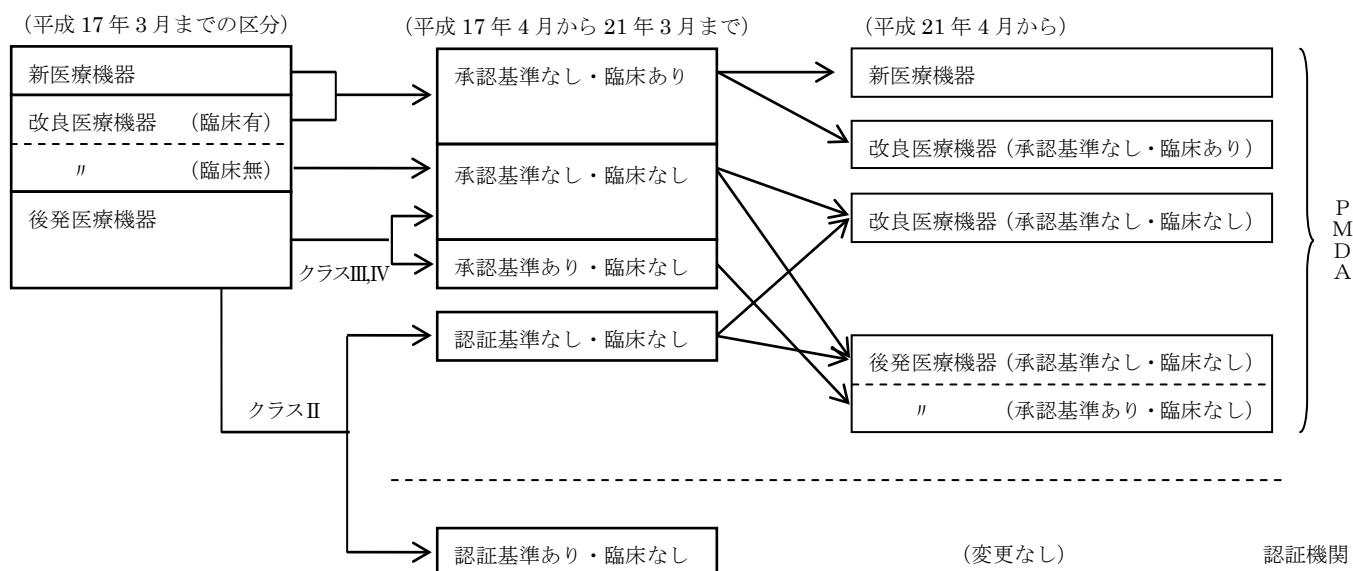 (平成 17 年 3 月までの区分)
(平成 17 年 4 月から 21 年 3 月まで)
(平成 21 年 4 月から)
新医療機器
改良医療機器 (臨床有)
〃 (臨床無)
後発医療機器
クラスⅢ,Ⅳ
クラスⅡ
承認基準なし・臨床あり
承認基準なし・臨床なし
承認基準あり・臨床なし
認証基準なし・臨床なし
認証基準あり・臨床なし
新医療機器
改良医療機器 (承認基準なし・臨床あり)
改良医療機器 (承認基準なし・臨床なし)
後発医療機器 (承認基準なし・臨床なし)
〃 (承認基準あり・臨床なし)
PMDA
(変更なし)
認証機関